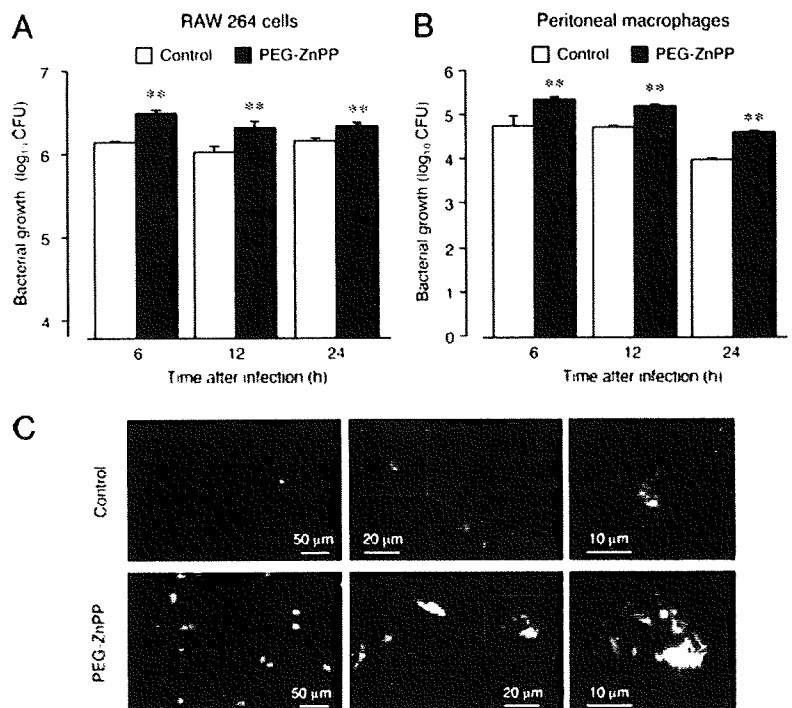 A
RAW 264 cells
Control PEG-ZnPP
Bacterial growth (log₁₀ CFU)
7
6
5
4
** ** **
6 12 24
Time after infection (h)
B
Peritoneal macrophages
Control PEG-ZnPP
Bacterial growth (log₁₀ CFU)
6
5
4
3
2
1
0
** ** **
6 12 24
Time after infection (h)
C
Control
50 μm 20 μm 10 μm
PEG-ZnPP
50 μm 20 μm 10 μm